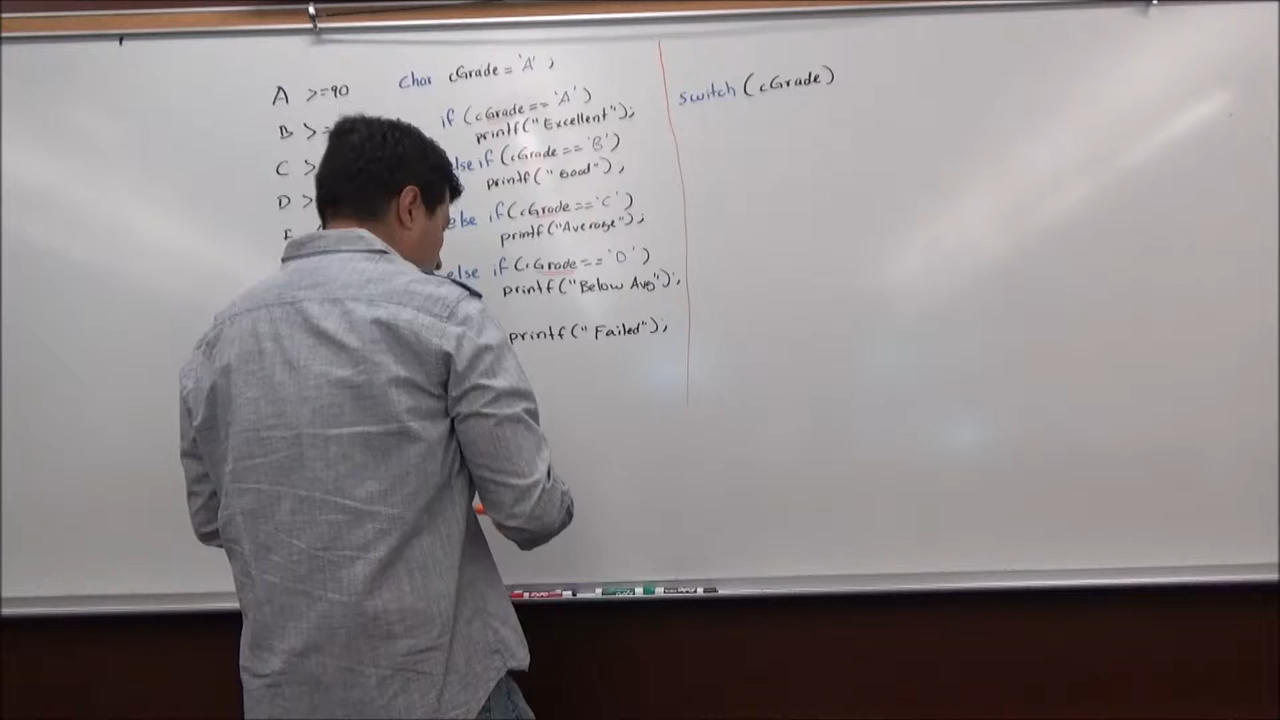 A >=90
B >
C >
D >
char cGrade = 'A' ;
if (cGrade == 'A')
printf("Excellent");
else if (cGrade == 'B')
printf("Good");
else if(cGrade=='C')
printf("Average");
else if (cGrade == 'D')
printf("Below Avg");
printf("Failed");
switch (cGrade)